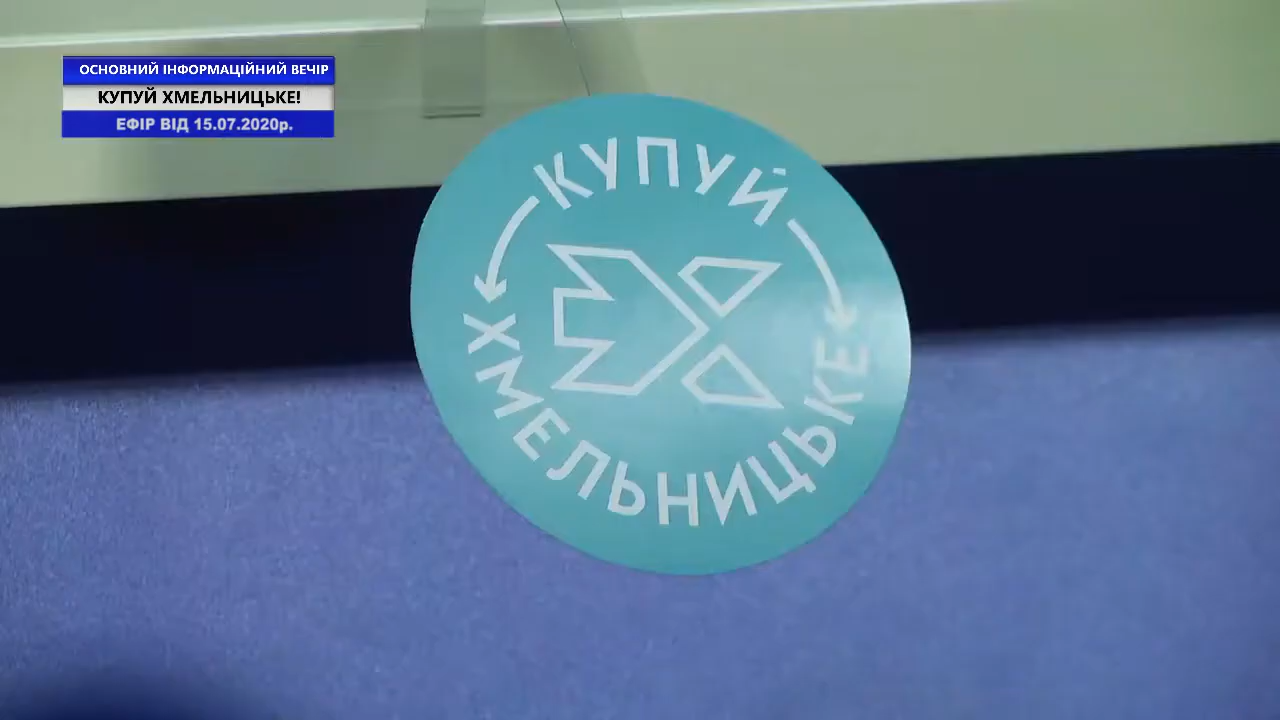 ОСНОВНИЙ ІНФОРМАЦІЙНИЙ ВЕЧІР
КУПУЙ ХМЕЛЬНИЦЬКЕ!
ЕФІР ВІД 15.07.2020р.
КУПУЙ
ХМЕЛЬНИЦЬКЕ